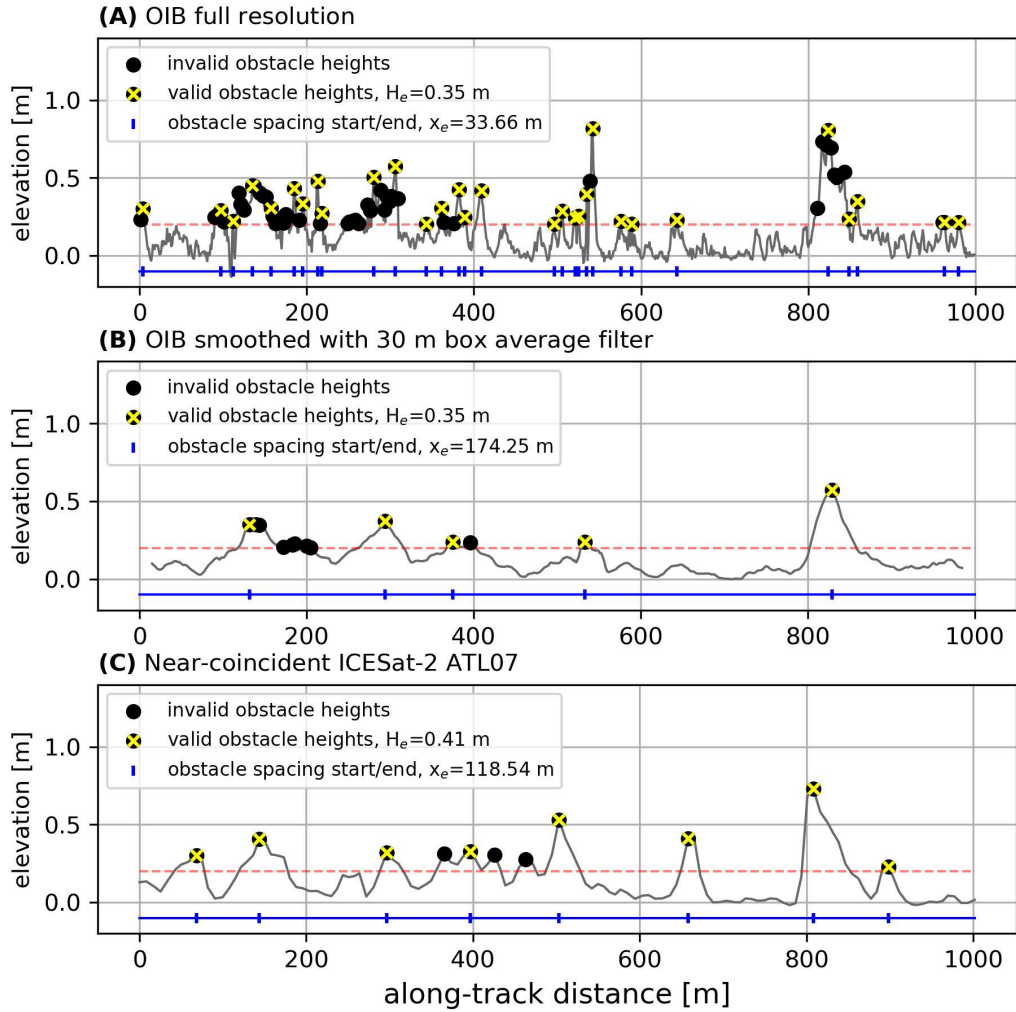 (A) OIB full resolution
invalid obstacle heights
valid obstacle heights, He=0.35 m
obstacle spacing start/end, xe=33.66 m
elevation [m]
1.0
0.5
0.0
0 200 400 600 800 1000
(B) OIB smoothed with 30 m box average filter
invalid obstacle heights
valid obstacle heights, He=0.35 m
obstacle spacing start/end, xe=174.25 m
elevation [m]
1.0
0.5
0.0
0 200 400 600 800 1000
(C) Near-coincident ICESat-2 ATL07
invalid obstacle heights
valid obstacle heights, He=0.41 m
obstacle spacing start/end, xe=118.54 m
elevation [m]
1.0
0.5
0.0
0 200 400 600 800 1000
along-track distance [m]